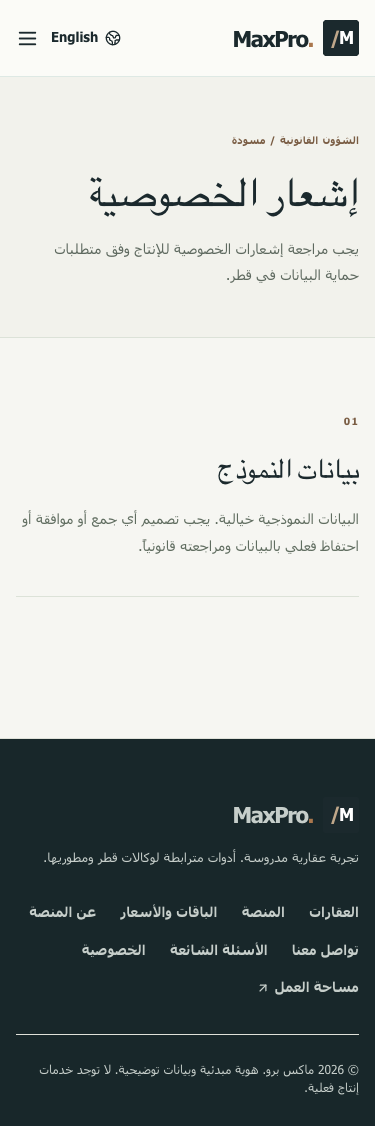 MaxPro.
M/
English
الشؤون القانونية / مسودة
إشعار الخصوصية
يجب مراجعة إشعارات الخصوصية للإنتاج وفق متطلبات
حماية البيانات في قطر.
01
بيانات النموذج
البيانات النموذجية خيالية. يجب تصميم أي جمع أو موافقة أو
احتفاظ فعلي بالبيانات ومراجعته قانونياً.
MaxPro.
M/
تجربة عقارية مدروسة. أدوات مترابطة لوكالات قطر ومطوريها.
العقارات المنصة الباقات والأسعار عن المنصة
تواصل معنا الأسئلة الشائعة الخصوصية
مساحة العمل
© 2026 ماكس برو. هوية مبدئية وبيانات توضيحية. لا توجد خدمات
إنتاج فعلية.